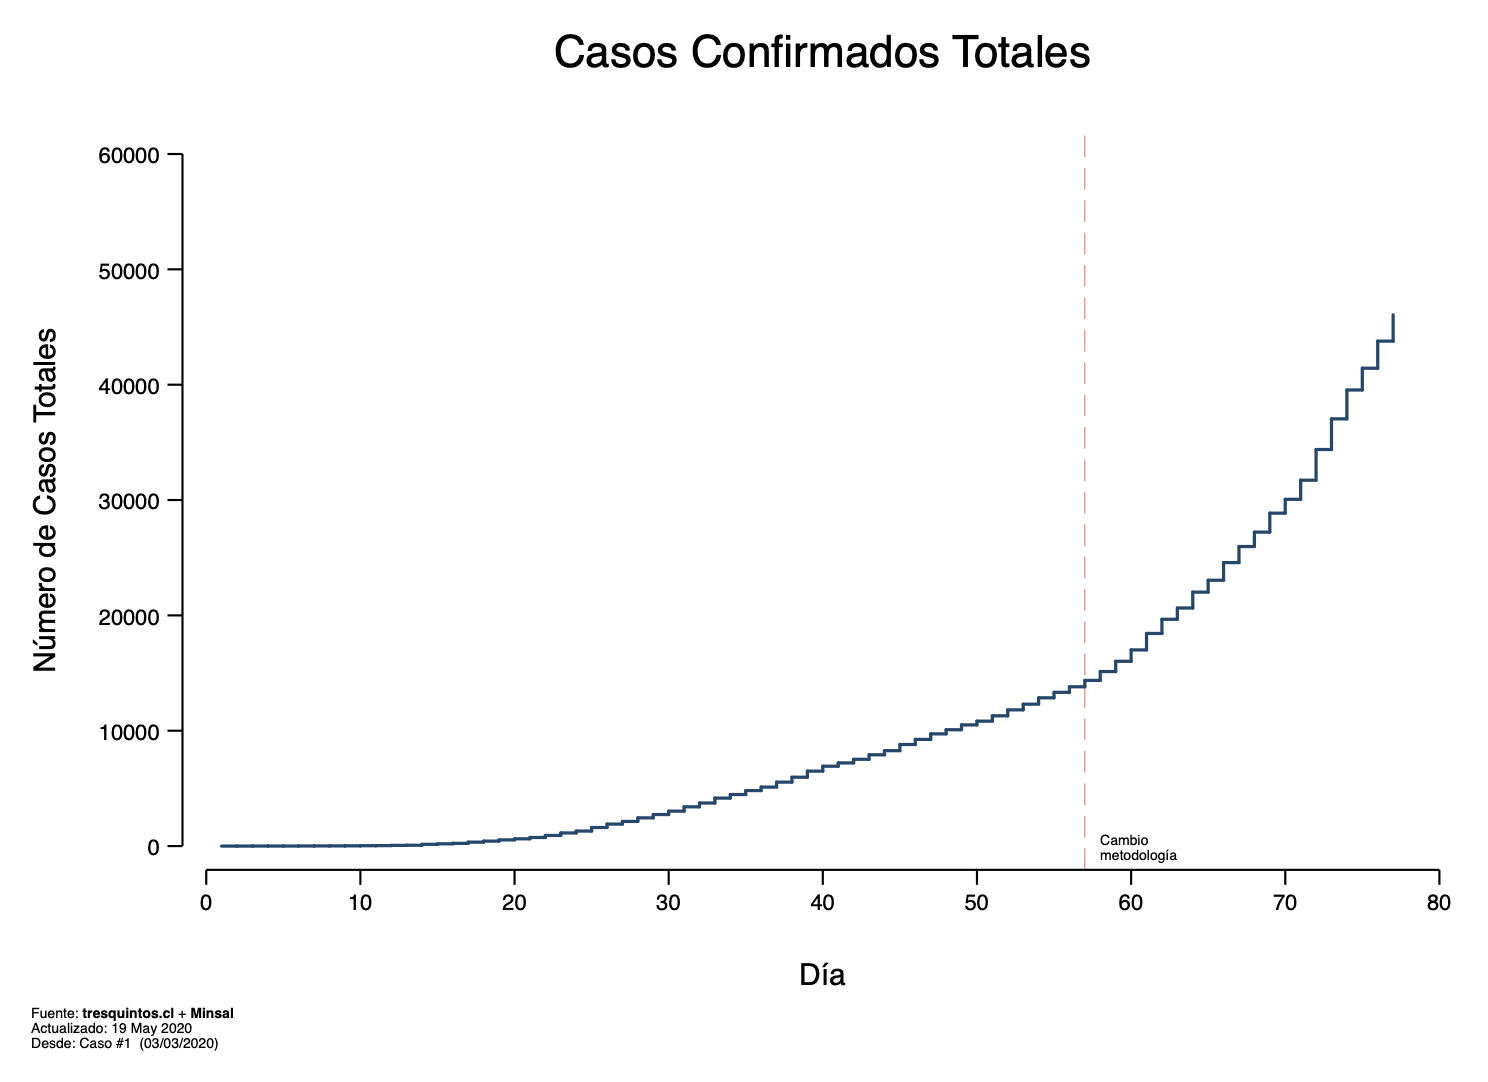 Casos Confirmados Totales
Número de Casos Totales
60000
50000
40000
30000
20000
10000
0
Cambio
metodología
0 10 20 30 40 50 60 70 80
Día
Fuente: tresquintos.cl + Minsal
Actualizado: 19 May 2020
Desde: Caso #1 (03/03/2020)